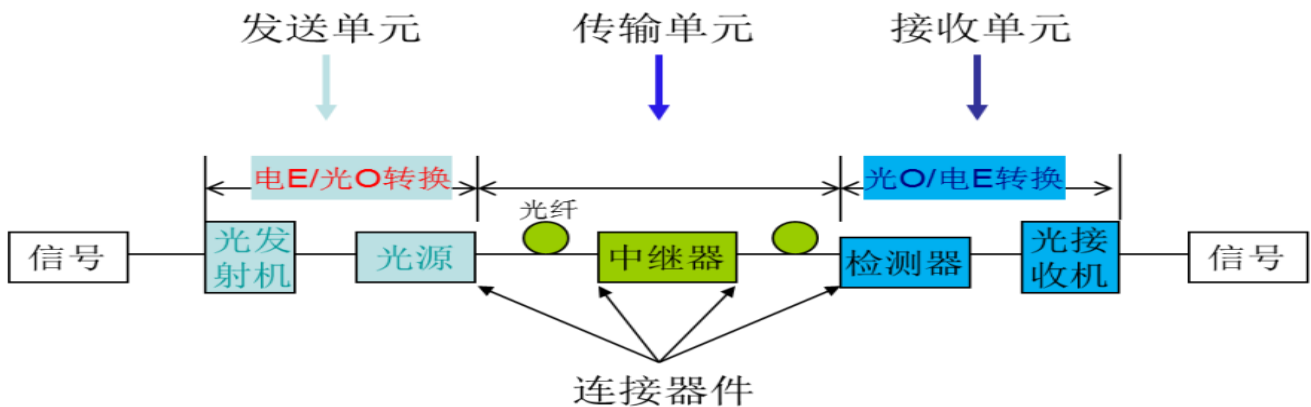 发送单元
传输单元
接收单元
电E/光O转换
光O/电E转换
光纤
信号
光发
射机
光源
中继器
检测器
光接
收机
信号
连接器件